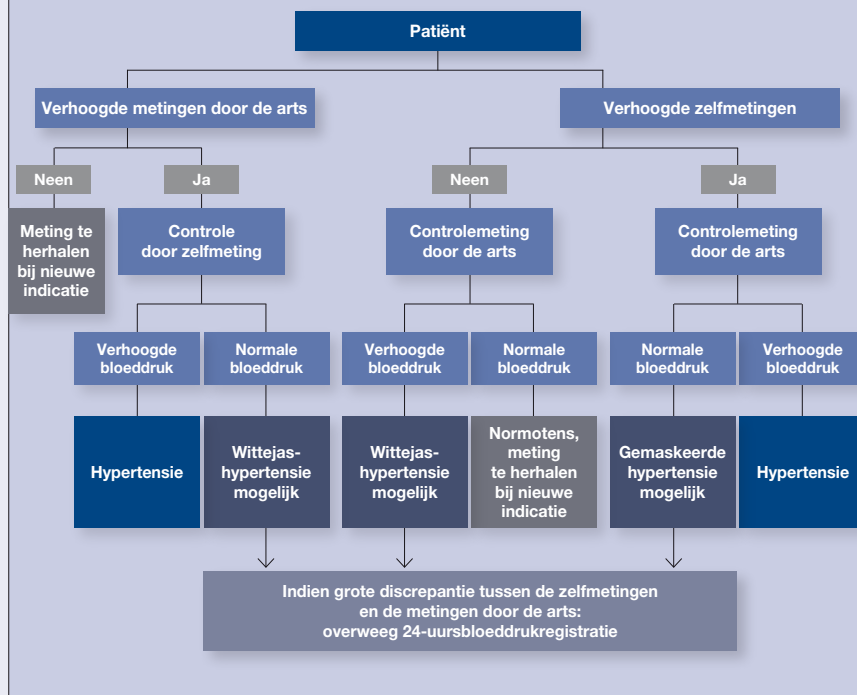 Patiënt
Verhoogde metingen door de arts
Verhoogde zelfmetingen
Neen
Ja
Neen
Ja
Meting te
herhalen
bij nieuwe
indicatie
Controle
door zelfmeting
Controlemeting
door de arts
Controlemeting
door de arts
Verhoogde
bloeddruk
Normale
bloeddruk
Verhoogde
bloeddruk
Normale
bloeddruk
Normale
bloeddruk
Verhoogde
bloeddruk
Hypertensie
Wittejas-
hypertensie
mogelijk
Wittejas-
hypertensie
mogelijk
Normotens,
meting
te herhalen
bij nieuwe
indicatie
Gemaskeerde
hypertensie
mogelijk
Hypertensie
Indien grote discrepantie tussen de zelfmetingen
en de metingen door de arts:
overweeg 24-uursbloeddrukregistratie